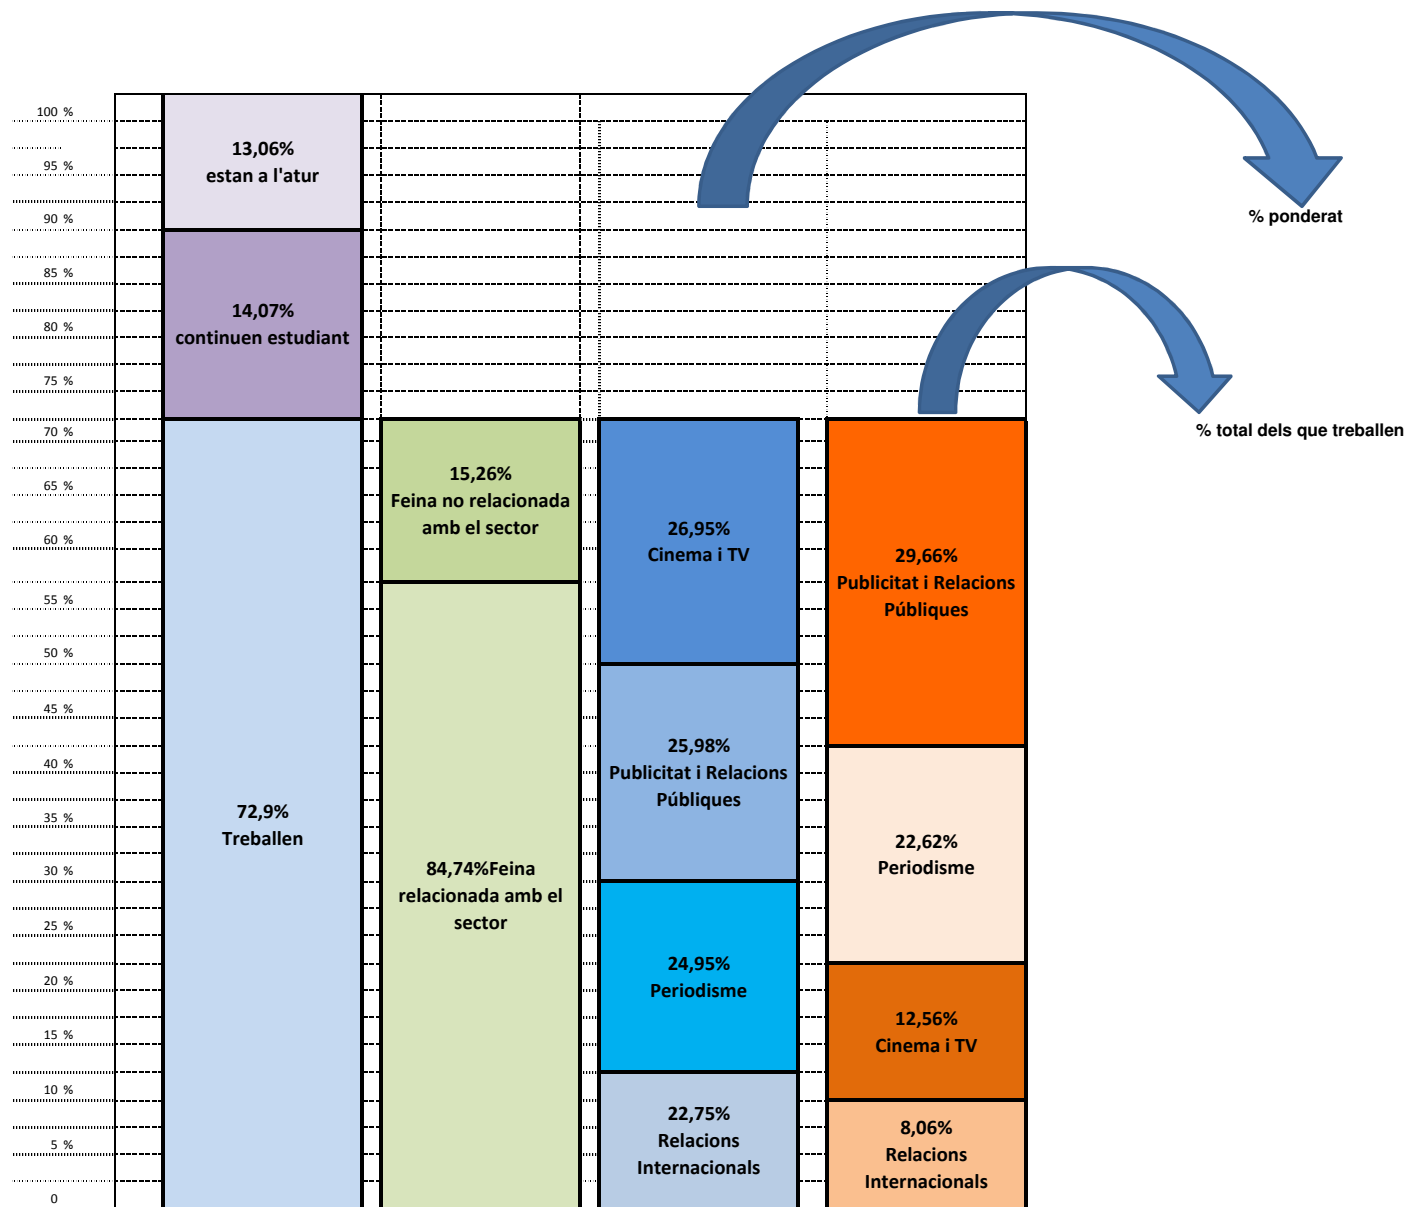 100 %
95 %
90 %
85 %
80 %
75 %
70 %
65 %
60 %
55 %
50 %
45 %
40 %
35 %
30 %
25 %
20 %
15 %
10 %
5 %
0
13,06%
estan a l'atur
14,07%
continuen estudiant
72,9%
Treballen
15,26%
Feina no relacionada
amb el sector
84,74%Feina
relacionada amb el
sector
26,95%
Cinema i TV
25,98%
Publicitat i Relacions
Públiques
24,95%
Periodisme
22,75%
Relacions
Internacionals
29,66%
Publicitat i Relacions
Públiques
22,62%
Periodisme
12,56%
Cinema i TV
8,06%
Relacions
Internacionals
% ponderat
% total dels que treballen